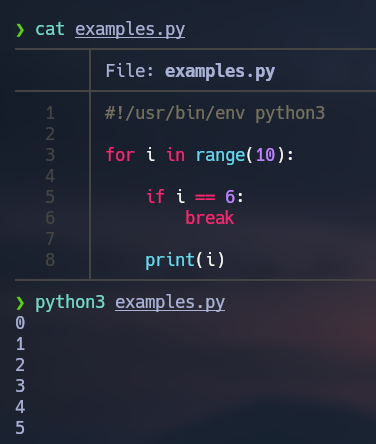 ❯ cat examples.py
File: examples.py
1 #!/usr/bin/env python3
2
3 for i in range(10):
4
5     if i == 6:
6         break
7
8     print(i)
❯ python3 examples.py
0
1
2
3
4
5